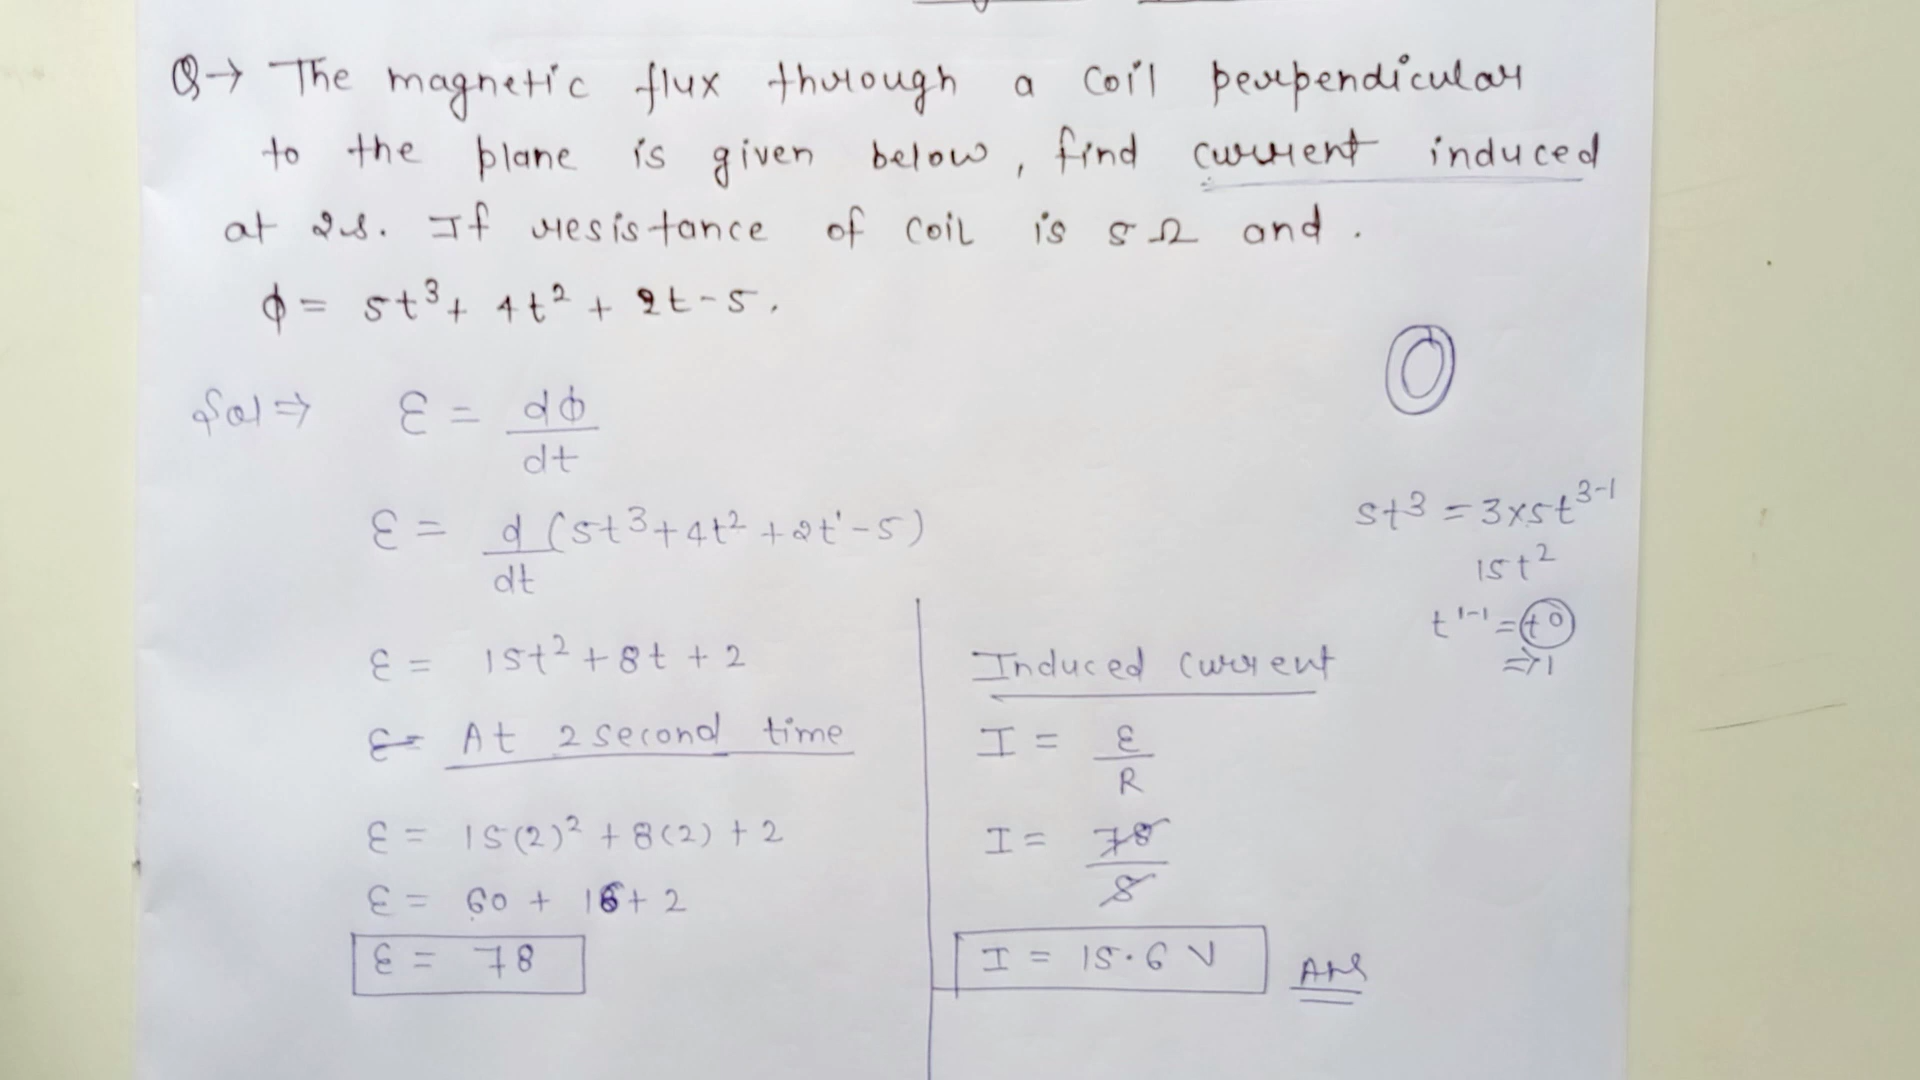 Q→ The magnetic flux through a coil perpendicular
to the plane is given below, find current induced
at 2s. If resistance of coil is 5Ω and.
ϕ = 5t³ + 4t² + 2t - 5.
Sol ⇒ ε = dϕ/dt
ε = d/dt (5t³ + 4t² + 2t¹ - 5)
ε = 15t² + 8t + 2
ε = At 2 second time
ε = 15(2)² + 8(2) + 2
ε = 60 + 16 + 2
ε = 78
5t³ = 3×5t³⁻¹
15t²
t¹⁻¹ = t⁰
⇒ 1
Induced current
I = ε/R
I = 78/5
I = 15.6 V Ans